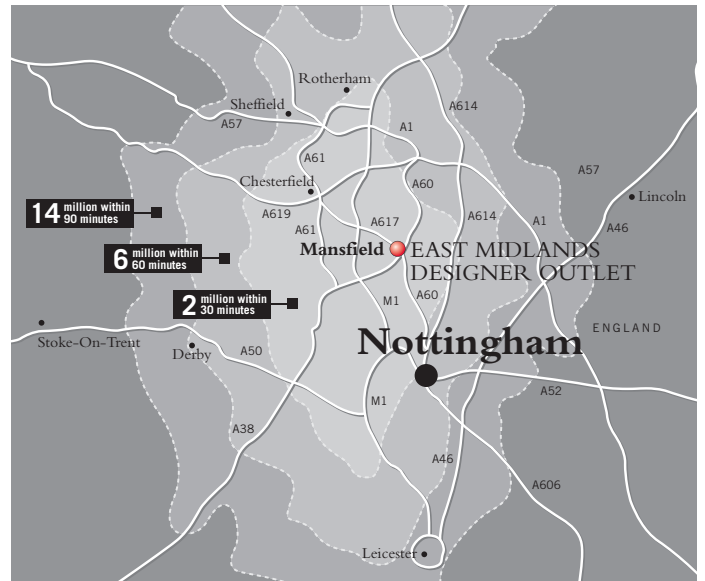 Rotherham
Sheffield
A614
A57
A1
A61
A57
Chesterfield
A60
Lincoln
14 million within
90 minutes
A619
A617
A614
A1
A46
A61
Mansfield
EAST MIDLANDS
DESIGNER OUTLET
6 million within
60 minutes
2 million within
30 minutes
M1
A60
Stoke-On-Trent
Nottingham
ENGLAND
Derby
A50
A52
M1
A38
A46
A606
Leicester